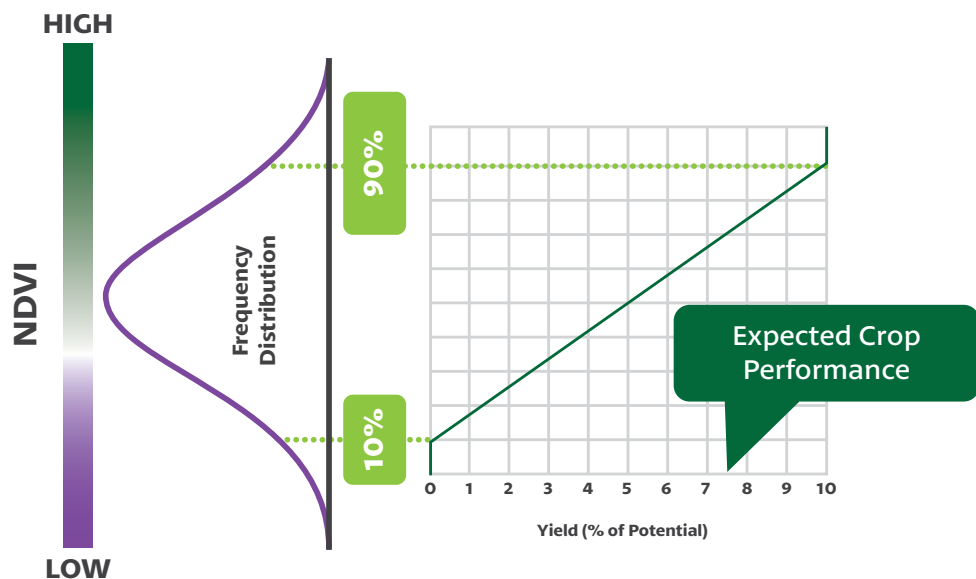 HIGH
NDVI
LOW
Frequency
Distribution
90%
10%
Expected Crop
Performance
0 1 2 3 4 5 6 7 8 9 10
Yield (% of Potential)